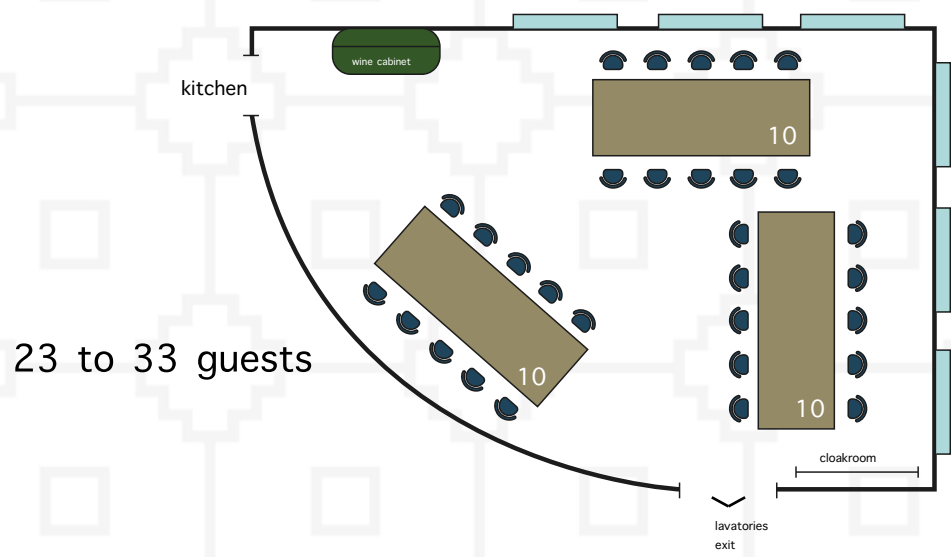 wine cabinet
kitchen
10
23 to 33 guests
10
10
cloakroom
lavatories
exit